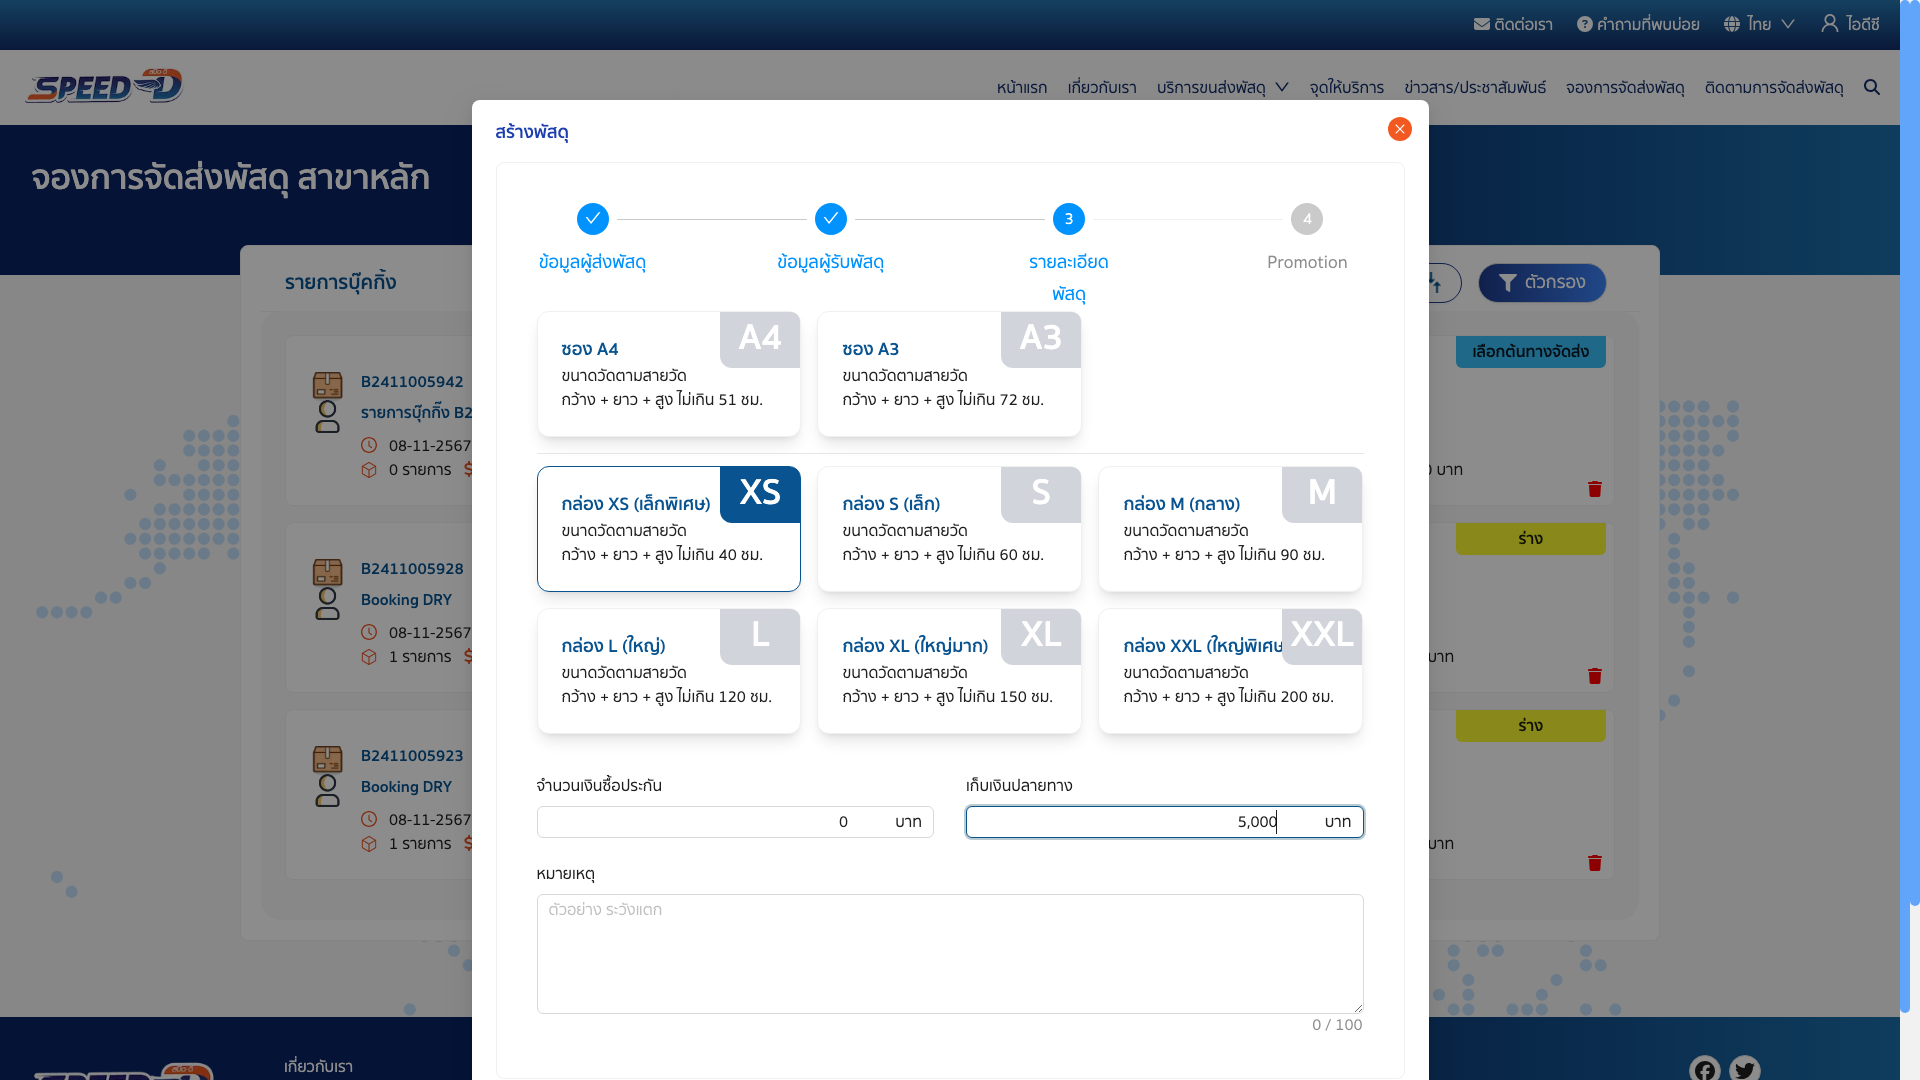 ติดต่อเรา
คำถามที่พบบ่อย
ไทย
ไอดีซี
SPEED-D
สปีด-ดี
หน้าแรก
เกี่ยวกับเรา
บริการขนส่งพัสดุ
จุดให้บริการ
ข่าวสาร/ประชาสัมพันธ์
จองการจัดส่งพัสดุ
ติดตามการจัดส่งพัสดุ
จองการจัดส่งพัสดุ สาขาหลัก
สร้างพัสดุ
ข้อมูลผู้ส่งพัสดุ
ข้อมูลผู้รับพัสดุ
3
รายละเอียด
พัสดุ
4
Promotion
รายการบุ๊คกิ้ง
ตัวกรอง
ซอง A4
A4
ขนาดวัดตามสายวัด
กว้าง + ยาว + สูง ไม่เกิน 51 ซม.
ซอง A3
A3
ขนาดวัดตามสายวัด
กว้าง + ยาว + สูง ไม่เกิน 72 ซม.
กล่อง XS (เล็กพิเศษ)
XS
ขนาดวัดตามสายวัด
กว้าง + ยาว + สูง ไม่เกิน 40 ซม.
กล่อง S (เล็ก)
S
ขนาดวัดตามสายวัด
กว้าง + ยาว + สูง ไม่เกิน 60 ซม.
กล่อง M (กลาง)
M
ขนาดวัดตามสายวัด
กว้าง + ยาว + สูง ไม่เกิน 90 ซม.
กล่อง L (ใหญ่)
L
ขนาดวัดตามสายวัด
กว้าง + ยาว + สูง ไม่เกิน 120 ซม.
กล่อง XL (ใหญ่มาก)
XL
ขนาดวัดตามสายวัด
กว้าง + ยาว + สูง ไม่เกิน 150 ซม.
กล่อง XXL (ใหญ่พิเศษ
XXL
ขนาดวัดตามสายวัด
กว้าง + ยาว + สูง ไม่เกิน 200 ซม.
จำนวนเงินซื้อประกัน
0 บาท
เก็บเงินปลายทาง
5,000 บาท
หมายเหตุ
ตัวอย่าง ระวังแตก
0 / 100
B2411005942
รายการบุ๊กกิ๊ง B2
08-11-2567
0 รายการ
เลือกต้นทางจัดส่ง
บาท
B2411005928
Booking DRY
08-11-2567
1 รายการ
ร่าง
บาท
B2411005923
Booking DRY
08-11-2567
1 รายการ
ร่าง
บาท
เกี่ยวกับเรา